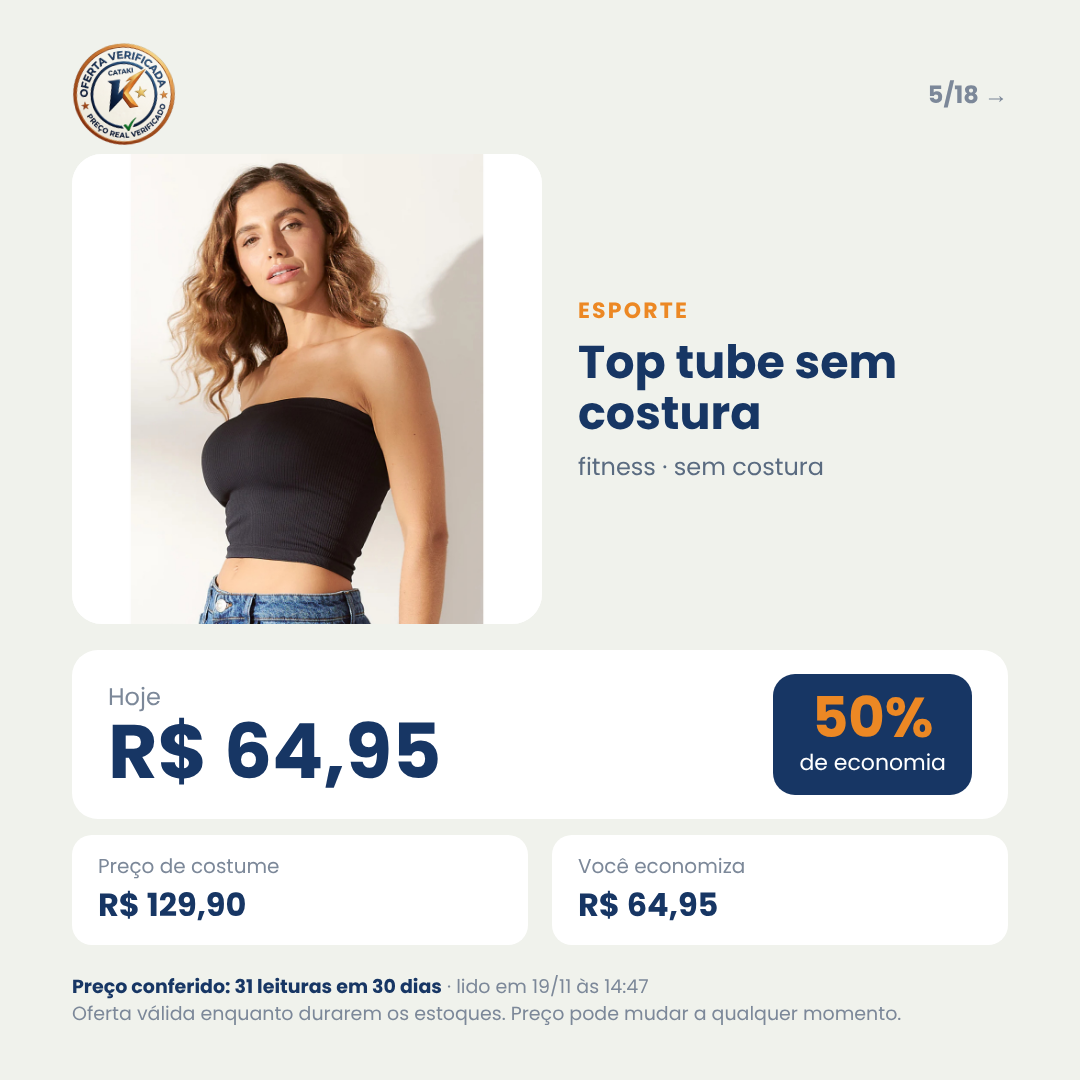 OFERTA VERIFICADA
CATAKI
K
PREÇO REAL VERIFICADO
5/18 →
ESPORTE
Top tube sem
costura
fitness · sem costura
Hoje
R$ 64,95
50%
de economia
Preço de costume
R$ 129,90
Você economiza
R$ 64,95
Preço conferido: 31 leituras em 30 dias · lido em 19/11 às 14:47
Oferta válida enquanto durarem os estoques. Preço pode mudar a qualquer momento.